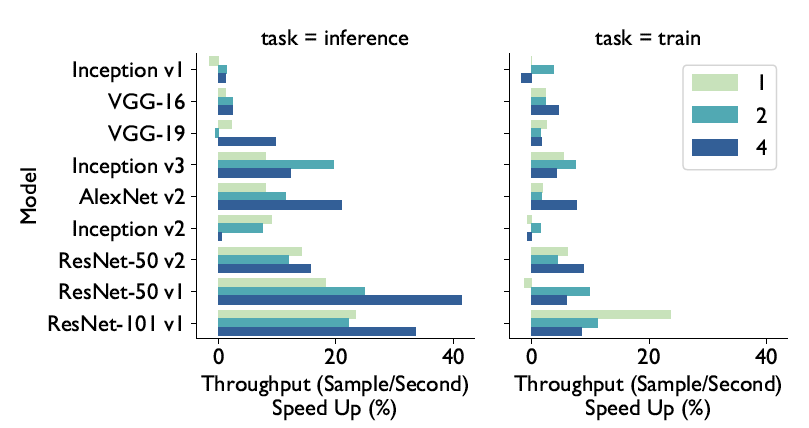 task = inference
task = train
Model
Inception v1
VGG-16
VGG-19
Inception v3
AlexNet v2
Inception v2
ResNet-50 v2
ResNet-50 v1
ResNet-101 v1
1
2
4
0 20 40
0 20 40
Throughput (Sample/Second)
Speed Up (%)
Throughput (Sample/Second)
Speed Up (%)